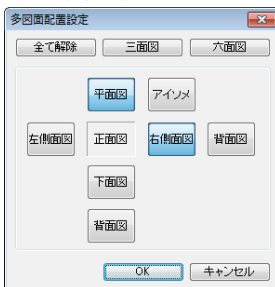 多図面配置設定
全て解除 三面図 六面図
平面図 アイソメ
左側面図 正面図 右側面図 背面図
下面図
背面図
OK キャンセル